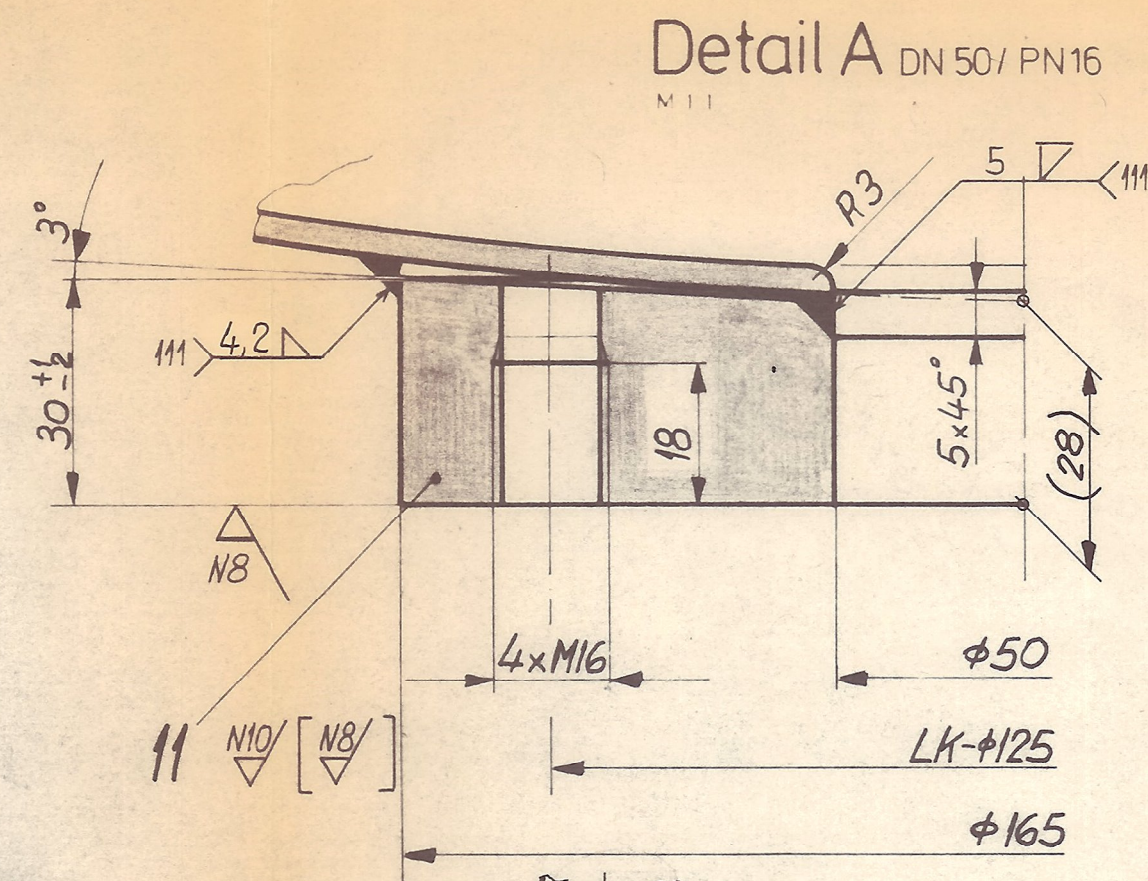 Detail A DN 50/ PN 16
M 1 1
5 111
R3
3°
111 4,2
30 +1 -2
5x45°
18
(28)
N8
4xM16
ϕ50
11 N10/ [N8/]
LK-ϕ125
ϕ165